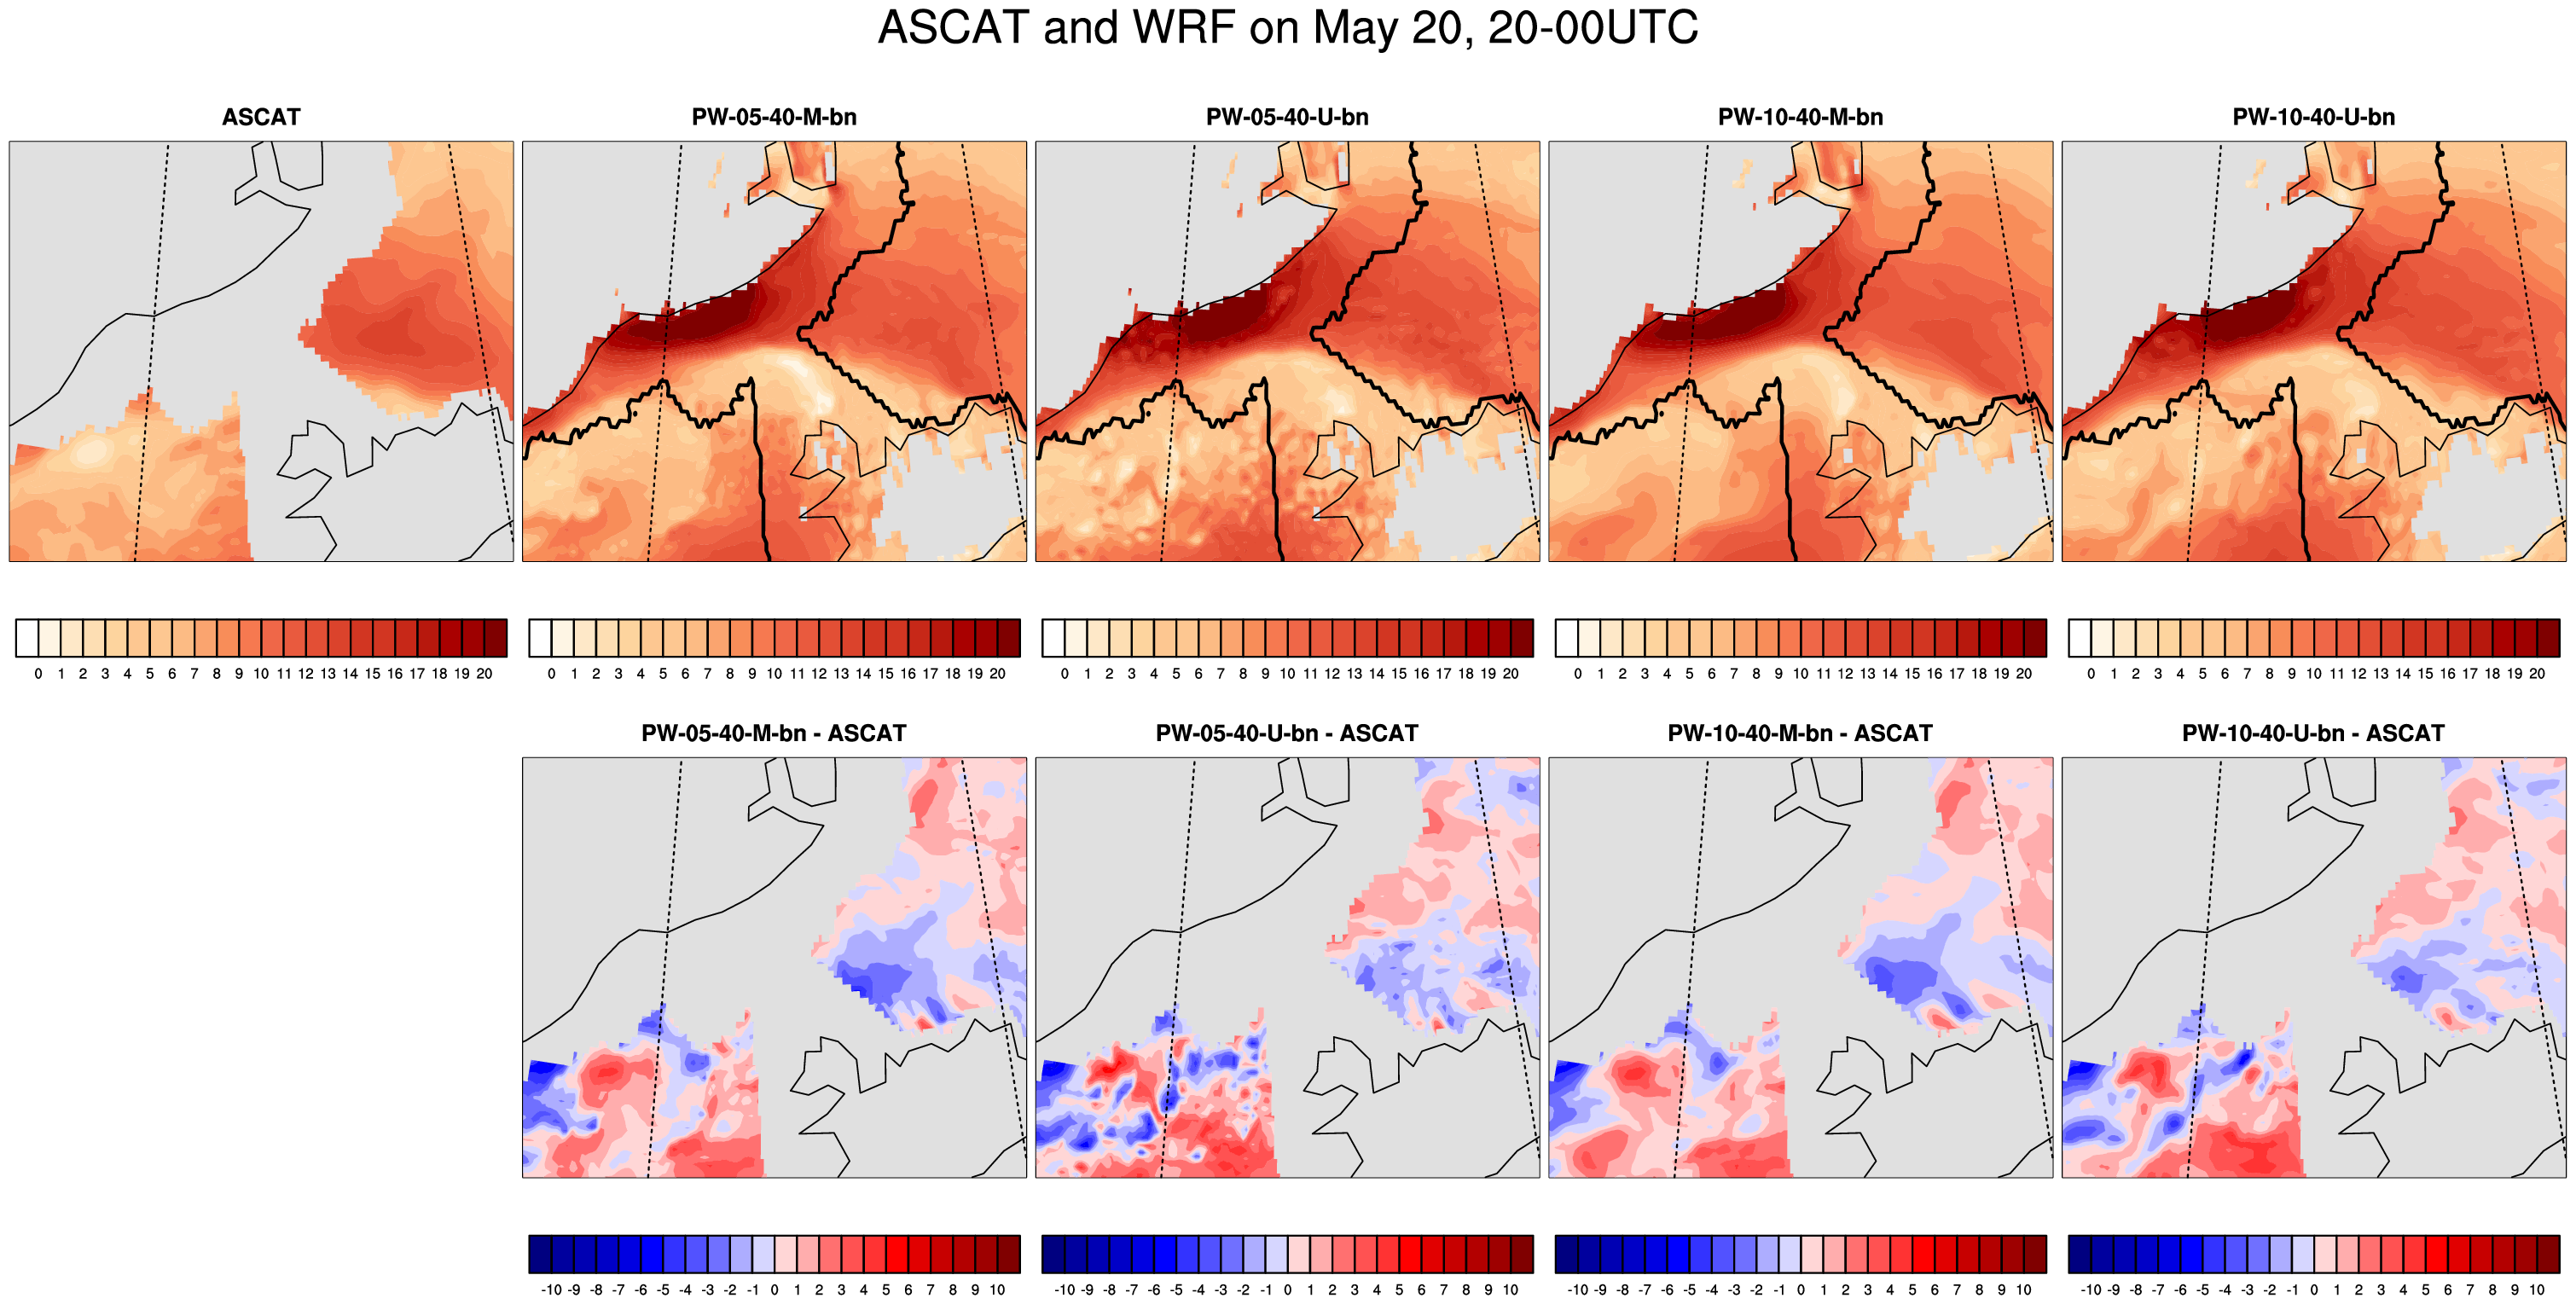 ASCAT and WRF on May 20, 20-00UTC
ASCAT PW-05-40-M-bn PW-05-40-U-bn PW-10-40-M-bn PW-10-40-U-bn
0 1 2 3 4 5 6 7 8 9 10 11 12 13 14 15 16 17 18 19 20 0 1 2 3 4 5 6 7 8 9 10 11 12 13 14 15 16 17 18 19 20 0 1 2 3 4 5 6 7 8 9 10 11 12 13 14 15 16 17 18 19 20 0 1 2 3 4 5 6 7 8 9 10 11 12 13 14 15 16 17 18 19 20 0 1 2 3 4 5 6 7 8 9 10 11 12 13 14 15 16 17 18 19 20
PW-05-40-M-bn - ASCAT PW-05-40-U-bn - ASCAT PW-10-40-M-bn - ASCAT PW-10-40-U-bn - ASCAT
-10 -9 -8 -7 -6 -5 -4 -3 -2 -1 0 1 2 3 4 5 6 7 8 9 10 -10 -9 -8 -7 -6 -5 -4 -3 -2 -1 0 1 2 3 4 5 6 7 8 9 10 -10 -9 -8 -7 -6 -5 -4 -3 -2 -1 0 1 2 3 4 5 6 7 8 9 10 -10 -9 -8 -7 -6 -5 -4 -3 -2 -1 0 1 2 3 4 5 6 7 8 9 10